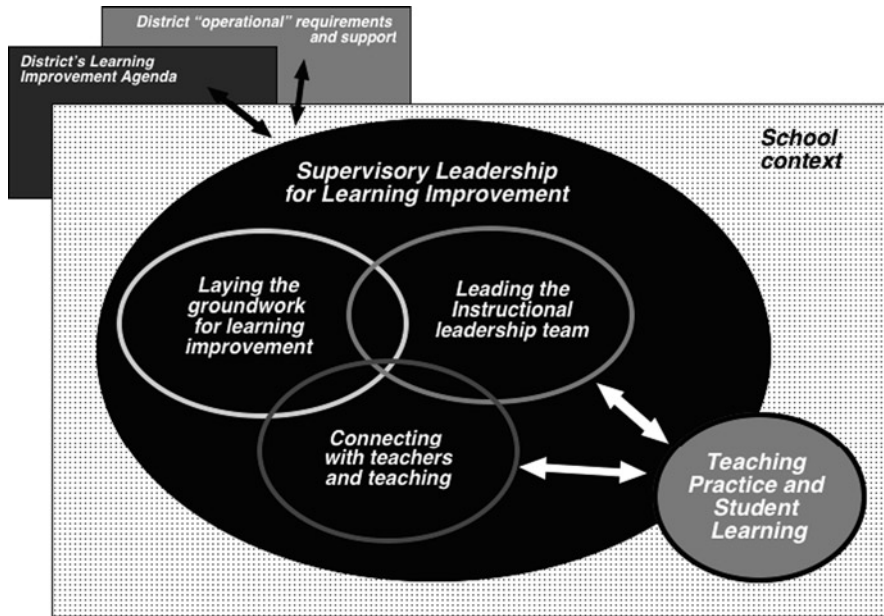 District “operational” requirements
and support
District’s Learning
Improvement Agenda
School
context
Supervisory Leadership
for Learning Improvement
Laying the
groundwork
for learning
improvement
Leading the
Instructional
leadership team
Connecting
with teachers
and teaching
Teaching
Practice and
Student
Learning